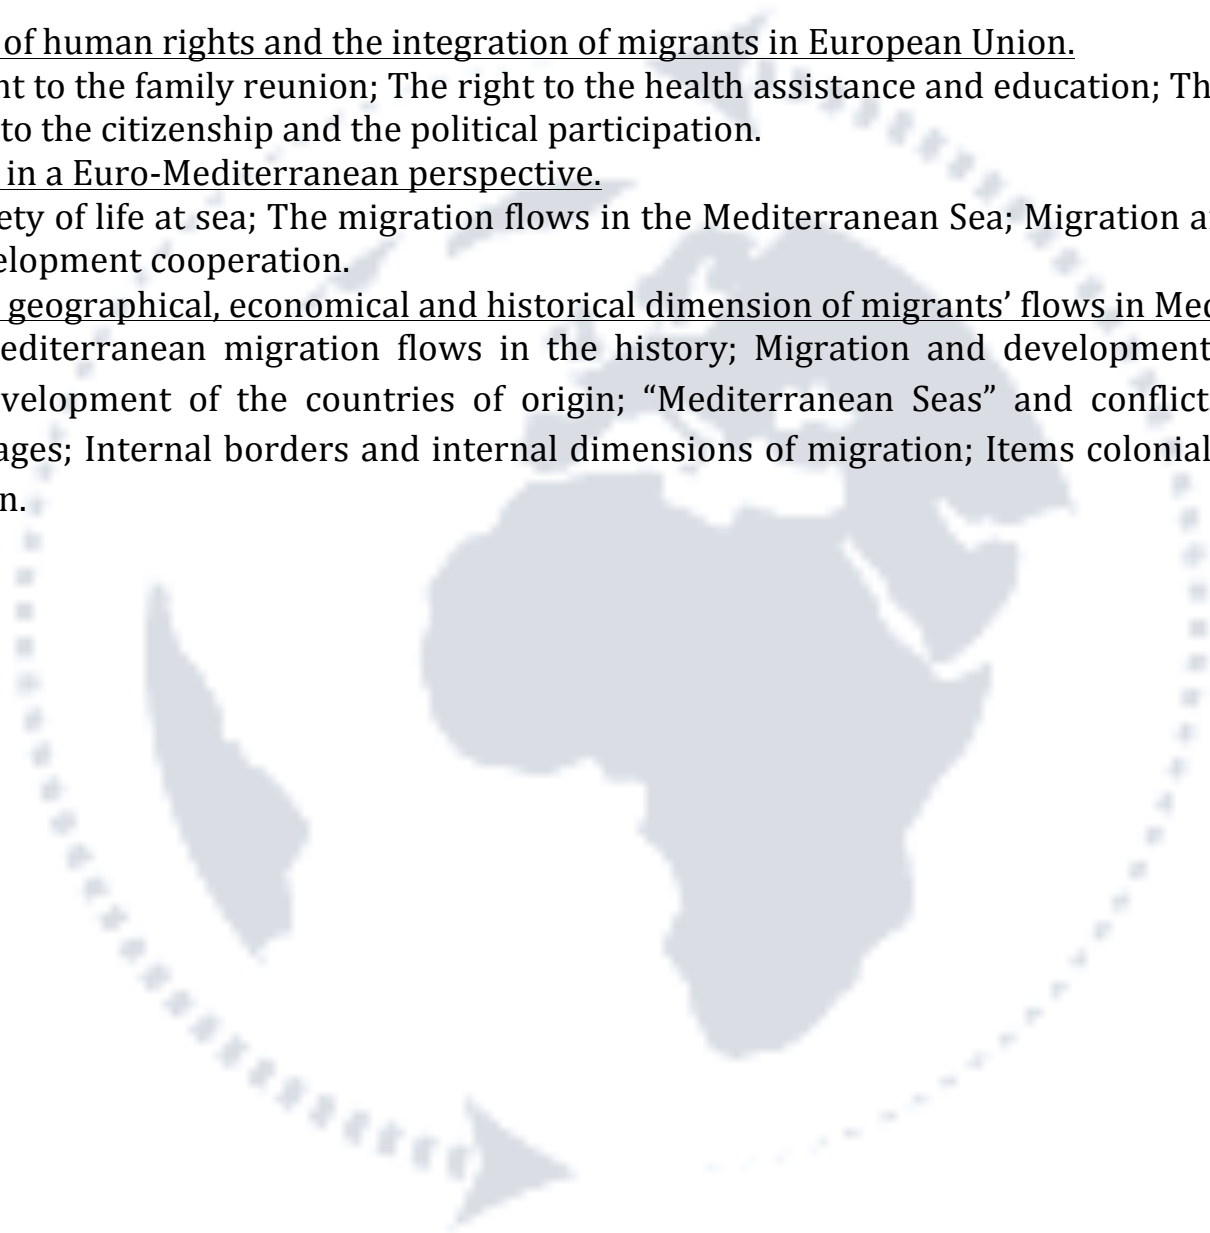 of human rights and the integration of migrants in European Union.
nt to the family reunion; The right to the health assistance and education; Th
to the citizenship and the political participation.
in a Euro-Mediterranean perspective.
ety of life at sea; The migration flows in the Mediterranean Sea; Migration a
elopment cooperation.
geographical, economical and historical dimension of migrants’ flows in Med
editerranean migration flows in the history; Migration and development
velopment of the countries of origin; “Mediterranean Seas” and conflict
ages; Internal borders and internal dimensions of migration; Items colonial
n.